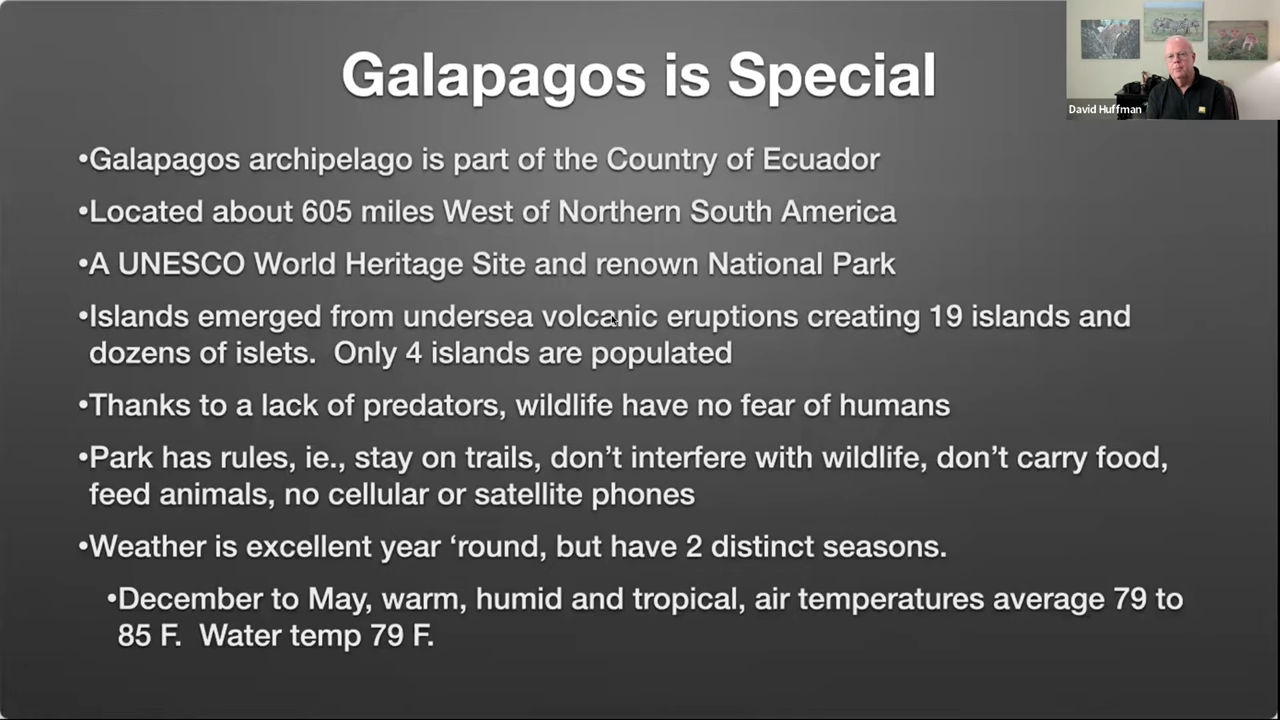 Galapagos is Special
David Huffman
•Galapagos archipelago is part of the Country of Ecuador
•Located about 605 miles West of Northern South America
•A UNESCO World Heritage Site and renown National Park
•Islands emerged from undersea volcanic eruptions creating 19 islands and
dozens of islets.  Only 4 islands are populated
•Thanks to a lack of predators, wildlife have no fear of humans
•Park has rules, ie., stay on trails, don’t interfere with wildlife, don’t carry food,
feed animals, no cellular or satellite phones
•Weather is excellent year ‘round, but have 2 distinct seasons.
•December to May, warm, humid and tropical, air temperatures average 79 to
85 F.  Water temp 79 F.